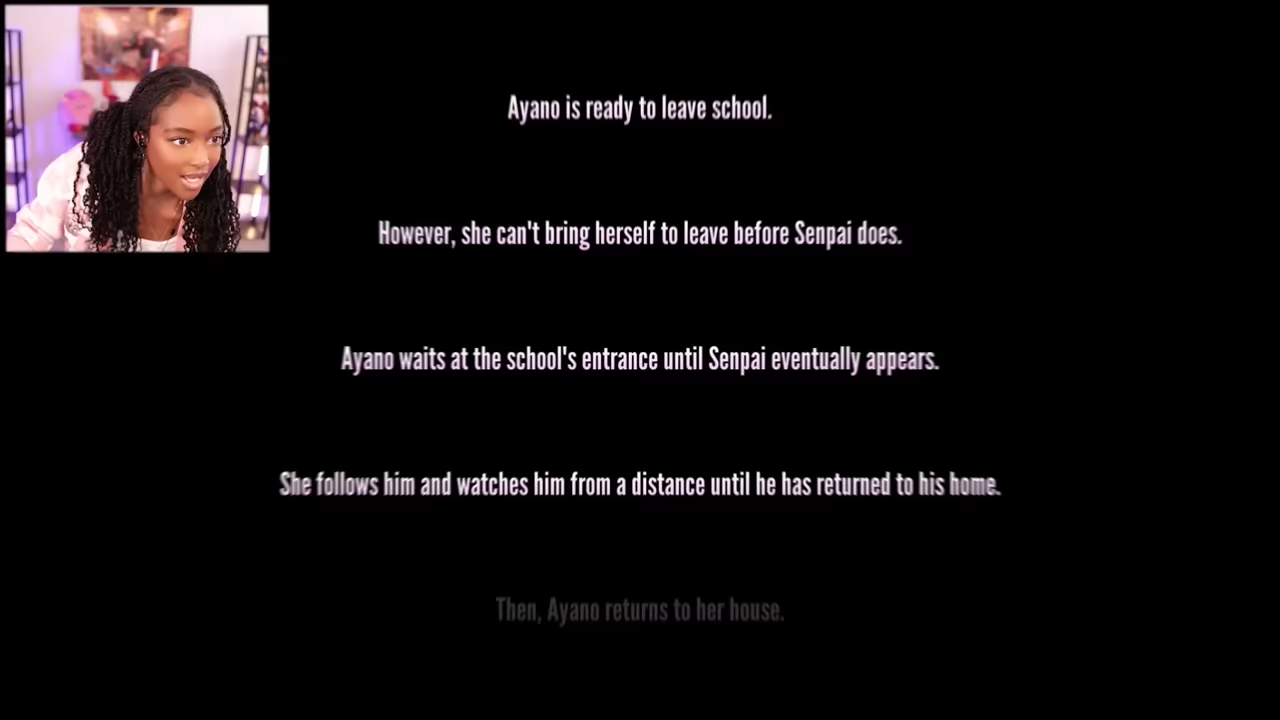 Ayano is ready to leave school.
However, she can't bring herself to leave before Senpai does.
Ayano waits at the school's entrance until Senpai eventually appears.
She follows him and watches him from a distance until he has returned to his home.
Then, Ayano returns to her house.